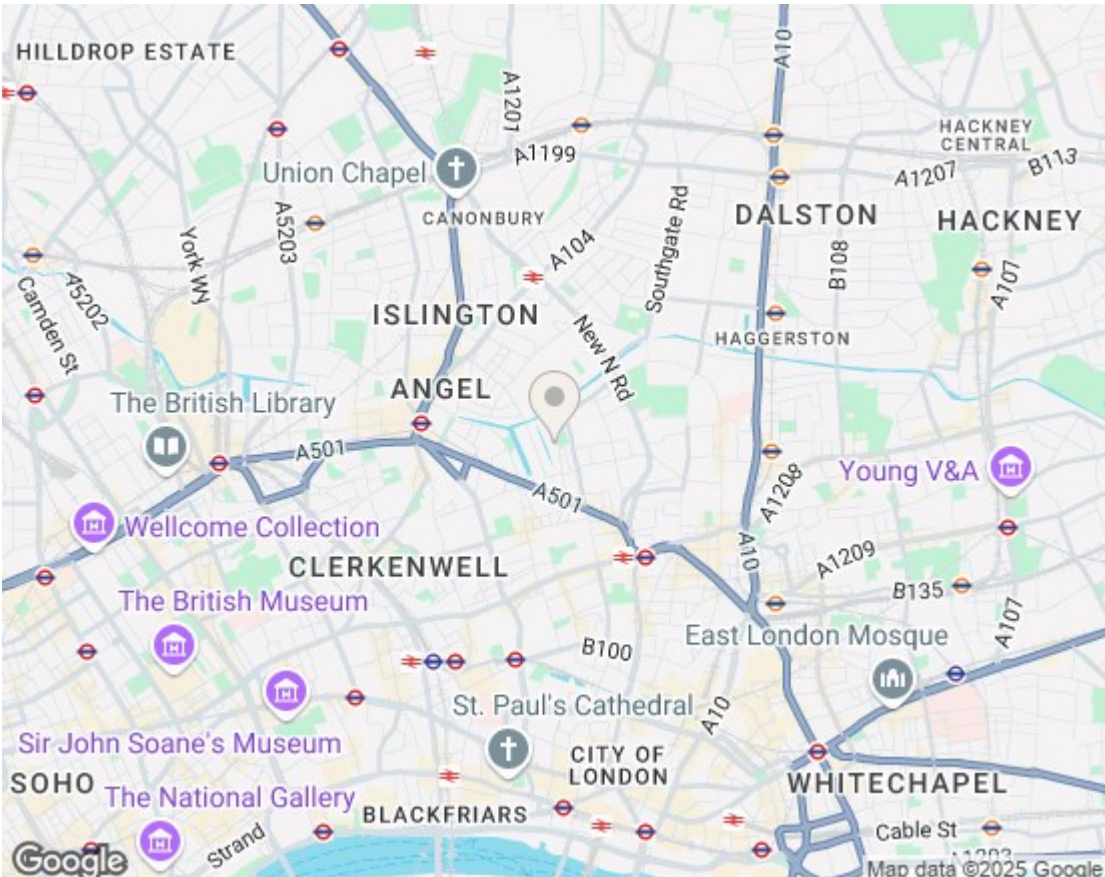 HILLDROP ESTATE
A1201
A10
HACKNEY
CENTRAL
Union Chapel
A1199
A1207
B113
CANONBURY
A5203
York WN
A104
Southgate Rd
DALSTON
B108
HACKNEY
A107
Camden St
A5202
ISLINGTON
New N Rd
HAGGERSTON
ANGEL
The British Library
A501
A501
A1208
Young V&A
Wellcome Collection
CLERKENWELL
A10
A1209
B135
The British Museum
A107
B100
East London Mosque
St. Paul's Cathedral
A10
Sir John Soane's Museum
CITY OF
LONDON
SOHO
The National Gallery
WHITECHAPEL
BLACKFRIARS
Strand
Cable St
Google
Map data ©2025 Google